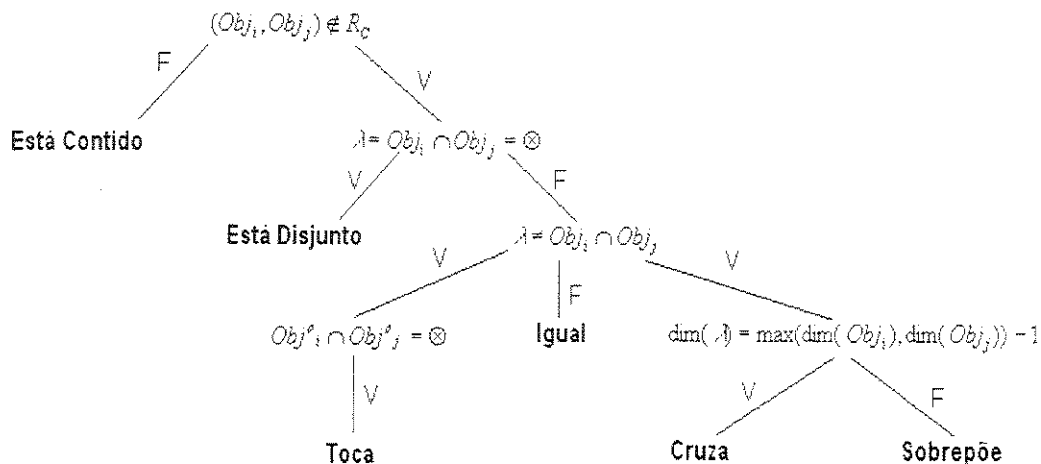 (Obj_i, Obj_j) ∉ R_C
F
V
Está Contido
λ = Obj_i ∩ Obj_j = ⊗
V
F
Está Disjunto
λ ≠ Obj_i ∩ Obj_j
V
F
V
Obj°_i ∩ Obj°_j = ⊗
Igual
dim(λ) = max(dim(Obj_i), dim(Obj_j)) - 1
V
V
F
Toca
Cruza
Sobrepõe